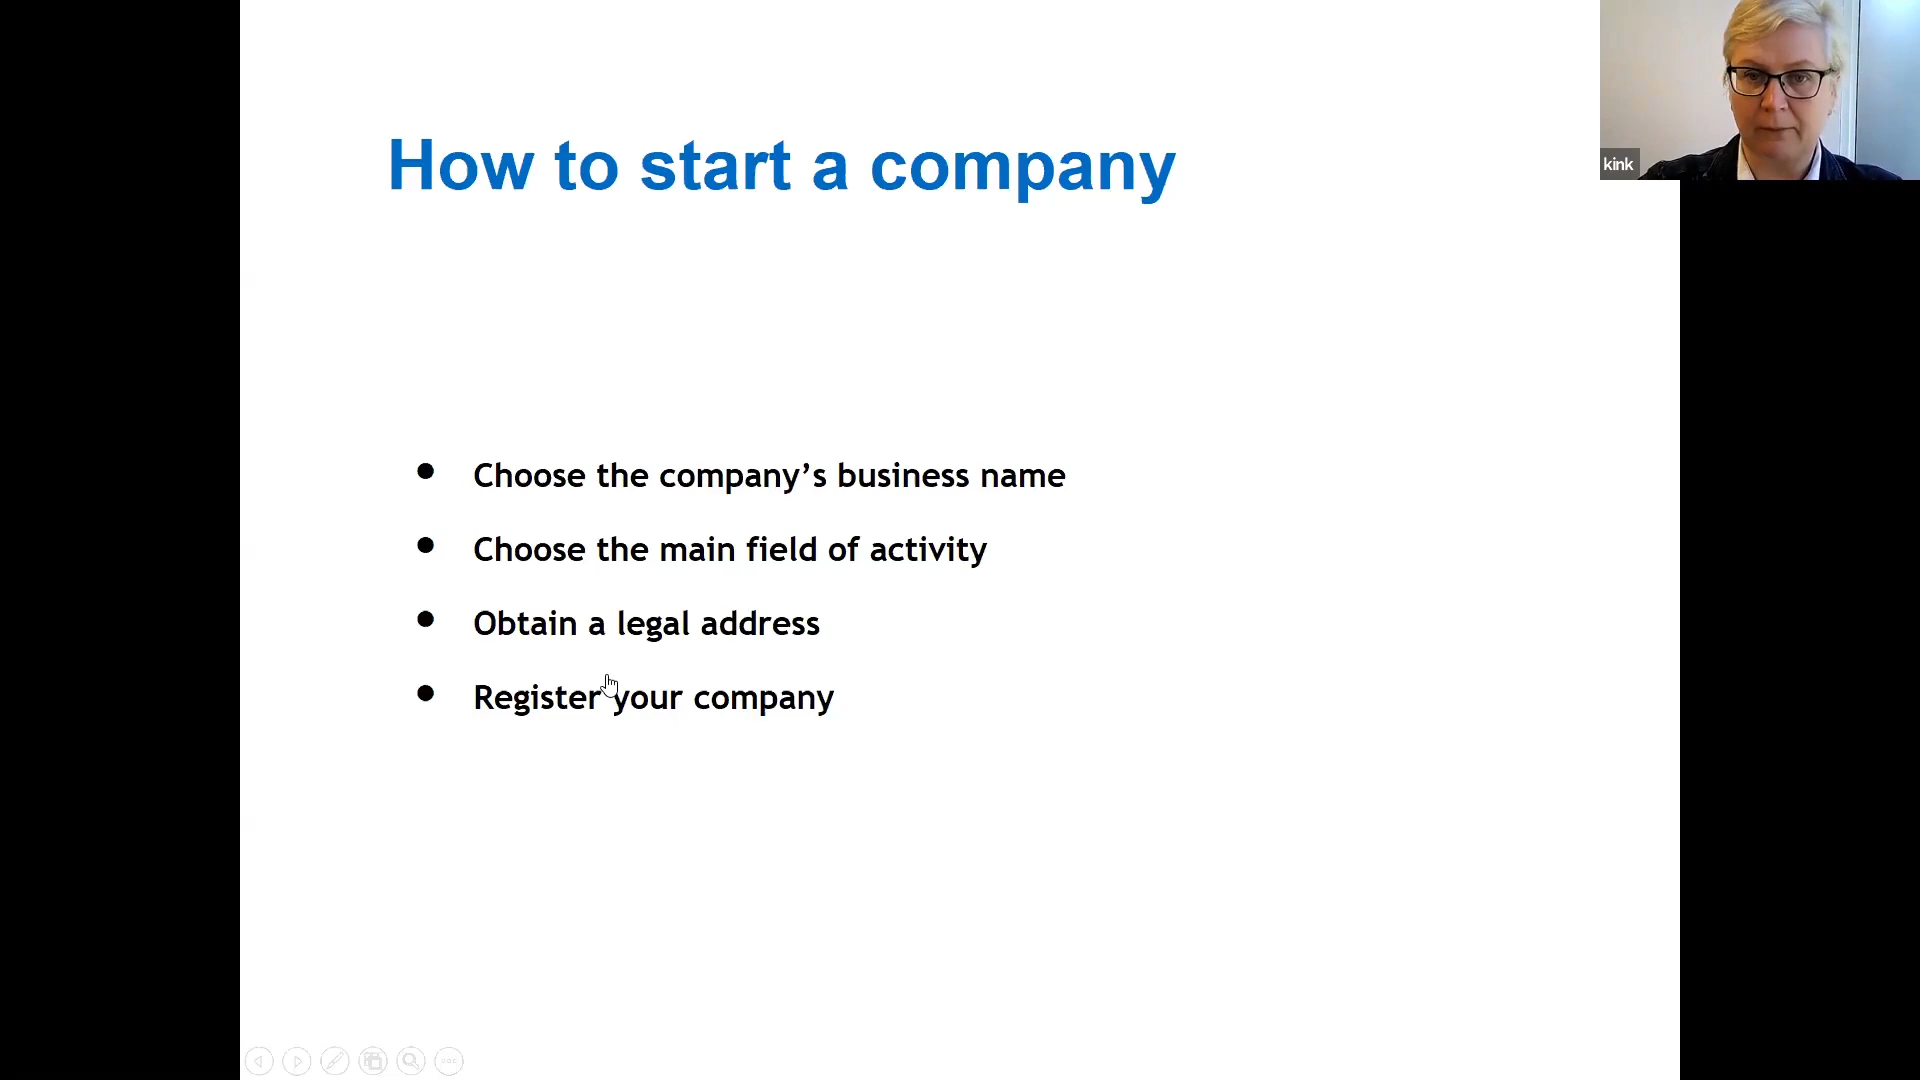 How to start a company
kink
Choose the company’s business name
Choose the main field of activity
Obtain a legal address
Register your company